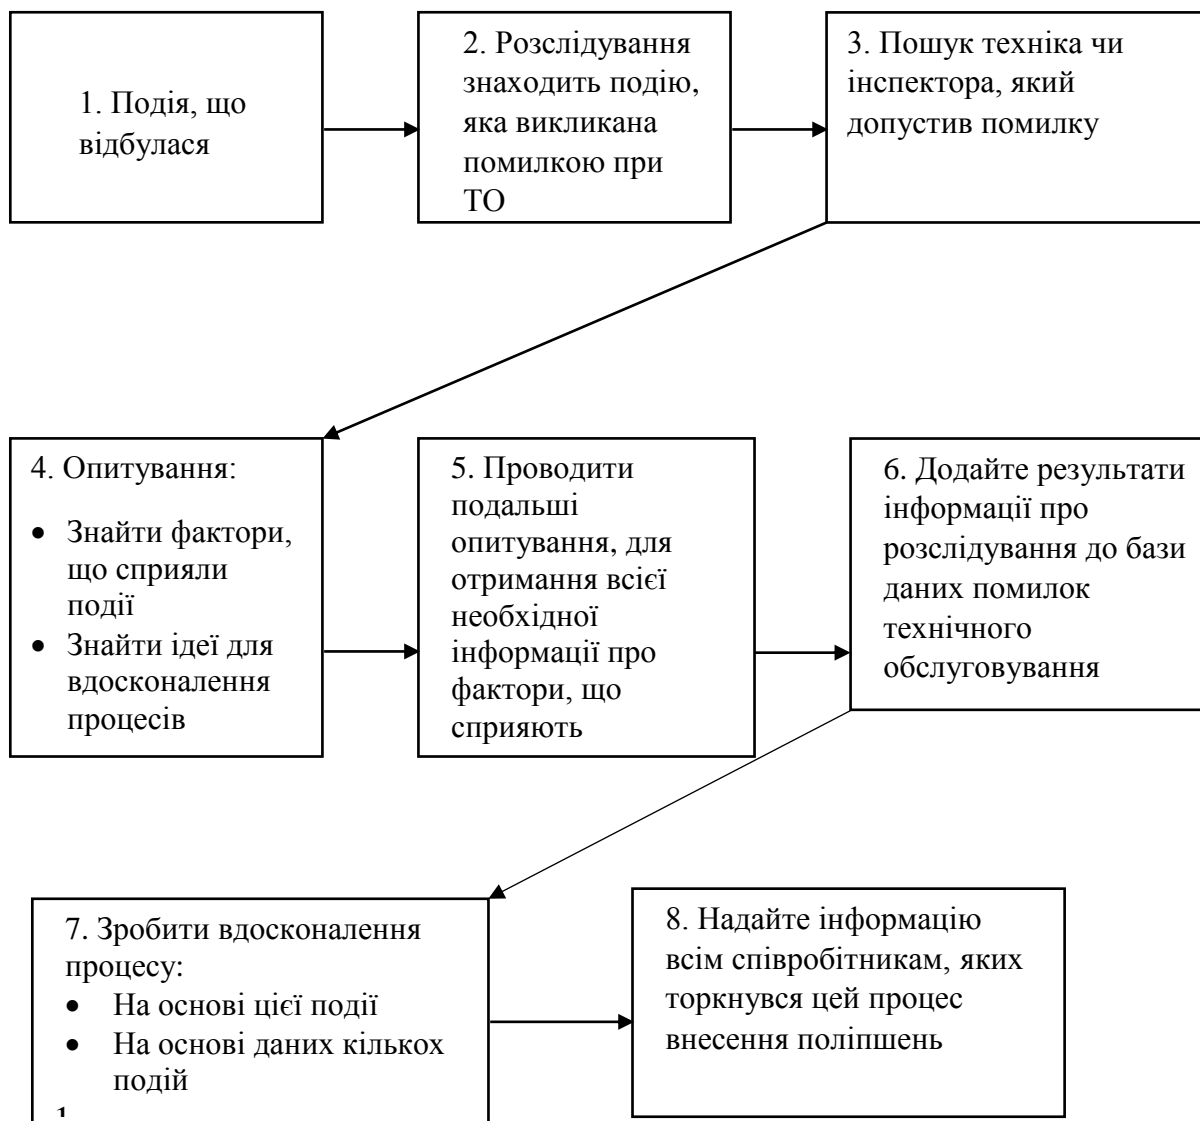 1. Подія, що
відбулася
2. Розслідування
знаходить подію,
яка викликана
помилкою при
ТО
3. Пошук техніка чи
інспектора, який
допустив помилку
4. Опитування:
• Знайти фактори,
що сприяли
події
• Знайти ідеї для
вдосконалення
процесів
5. Проводити
подальші
опитування, для
отримання всієї
необхідної
інформації про
фактори, що
сприяють
6. Додайте результати
інформації про
розслідування до бази
даних помилок
технічного
обслуговування
7. Зробити вдосконалення
процесу:
• На основі цієї події
• На основі даних кількох
подій
8. Надайте інформацію
всім співробітникам, яких
торкнувся цей процес
внесення поліпшень